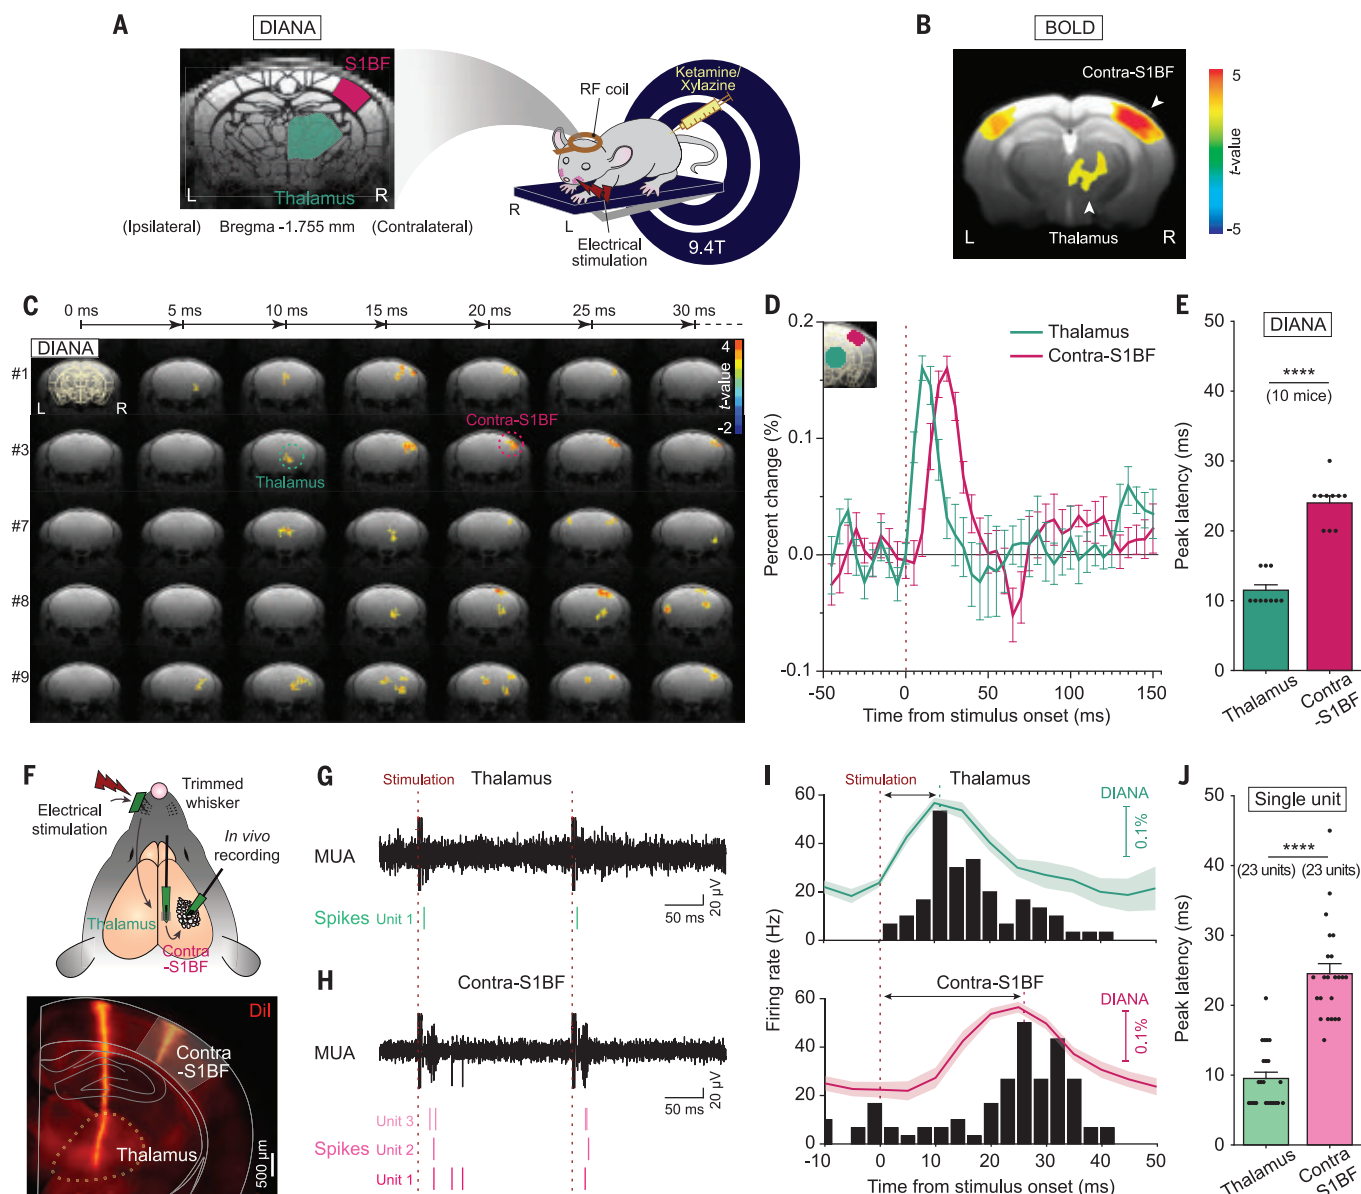 A
DIANA
S1BF
Thalamus
L
R
(Ipsilateral)
Bregma -1.755 mm
(Contralateral)
RF coil
Ketamine/
Xylazine
R
L
Electrical
stimulation
9.4T
B
BOLD
Contra-S1BF
Thalamus
L
R
5
t-value
-5
C
0 ms
5 ms
10 ms
15 ms
20 ms
25 ms
30 ms
DIANA
#1
L
R
4
t-value
-2
#3
Thalamus
Contra-S1BF
#7
#8
#9
D
0.2
0.1
0.0
-0.1
Percent change (%)
Thalamus
Contra-S1BF
-50
0
50
100
150
Time from stimulus onset (ms)
E
DIANA
****
(10 mice)
50
40
30
20
10
0
Peak latency (ms)
Thalamus
Contra
-S1BF
F
Electrical
stimulation
Trimmed
whisker
In vivo
recording
Thalamus
Contra
-S1BF
DiI
Contra
-S1BF
Thalamus
500 µm
G
Stimulation
Thalamus
MUA
20 µV
50 ms
Spikes
Unit 1
H
Contra-S1BF
MUA
20 µV
50 ms
Unit 3
Spikes
Unit 2
Unit 1
I
Stimulation
Thalamus
DIANA
0.1%
60
40
20
0
Firing rate (Hz)
Contra-S1BF
DIANA
0.1%
60
40
20
0
-10
0
10
20
30
40
50
Time from stimulus onset (ms)
J
Single unit
****
(23 units)
(23 units)
50
40
30
20
10
0
Peak latency (ms)
Thalamus
Contra
-S1BF